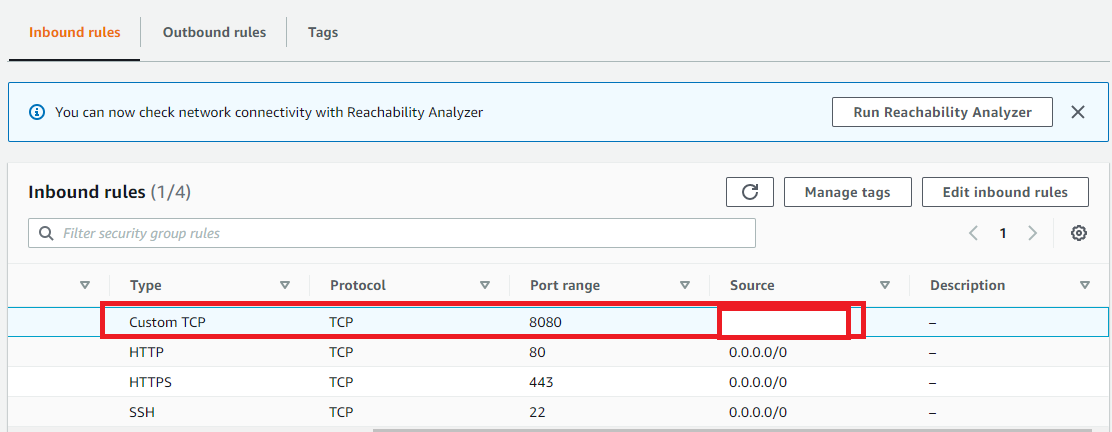 Inbound rules Outbound rules Tags
You can now check network connectivity with Reachability Analyzer Run Reachability Analyzer
Inbound rules (1/4) Manage tags Edit inbound rules
Filter security group rules 1
Type Protocol Port range Source Description
Custom TCP TCP 8080 –
HTTP TCP 80 0.0.0.0/0 –
HTTPS TCP 443 0.0.0.0/0 –
SSH TCP 22 0.0.0.0/0 –